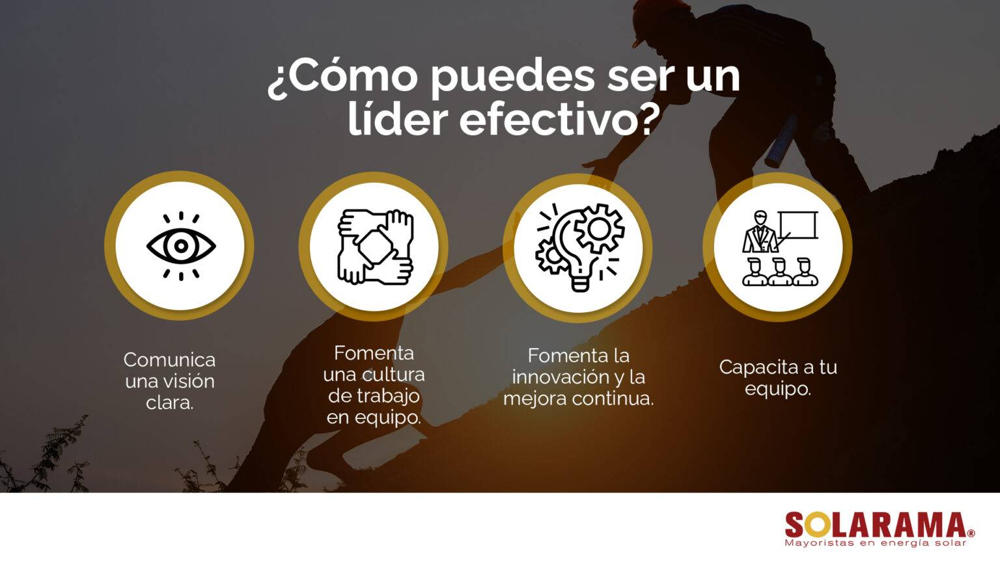 ¿Cómo puedes ser un
líder efectivo?
Comunica
una visión
clara.
Fomenta
una cultura
de trabajo
en equipo.
Fomenta la
innovación y la
mejora continua.
Capacita a tu
equipo.
SOLARAMA®
Mayoristas en energía solar